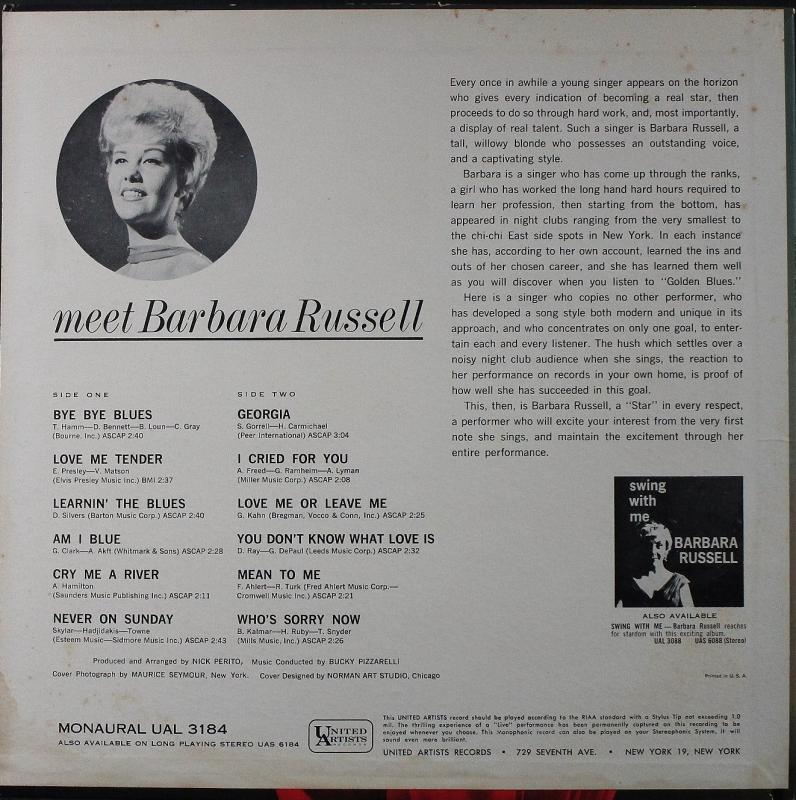 Every once in awhile a young singer appears on the horizon
who gives every indication of becoming a real star, then
proceeds to do so through hard work, and, most importantly,
a display of real talent. Such a singer is Barbara Russell, a
tall, willowy blonde who possesses an outstanding voice,
and a captivating style.
Barbara is a singer who has come up through the ranks,
a girl who has worked the long hand hard hours required to
learn her profession, then starting from the bottom, has
appeared in night clubs ranging from the very smallest to
the chi-chi East side spots in New York. In each instance
she has, according to her own account, learned the ins and
outs of her chosen career, and she has learned them well
as you will discover when you listen to "Golden Blues."
Here is a singer who copies no other performer, who
has developed a song style both modern and unique in its
approach, and who concentrates on only one goal, to enter-
tain each and every listener. The hush which settles over a
noisy night club audience when she sings, the reaction to
her performance on records in your own home, is proof of
how well she has succeeded in this goal.
This, then, is Barbara Russell, a "Star" in every respect,
a performer who will excite your interest from the very first
note she sings, and maintain the excitement through her
entire performance.
meet Barbara Russell
SIDE ONE
BYE BYE BLUES
T. Hamm—D. Bennett—B. Loun—C. Gray
(Bourne. Inc.) ASCAP 2:40
LOVE ME TENDER
E. Presley—V. Matson
(Elvis Presley Music Inc.) BMI 2:37
LEARNIN' THE BLUES
D. Silvers (Barton Music Corp.) ASCAP 2:40
AM I BLUE
G. Clark—A. Akft (Whitmark & Sons) ASCAP 2:28
CRY ME A RIVER
A. Hamilton
(Saunders Music Publishing Inc.) ASCAP 2:11
NEVER ON SUNDAY
Skylar—Hadjidakis—Towne
(Esteem Music—Sidmore Music Inc.) ASCAP 2:43
SIDE TWO
GEORGIA
S. Gorrell—H. Carmichael
(Peer International) ASCAP 3:04
I CRIED FOR YOU
A. Freed—G. Ramheim—A. Lyman
(Miller Music Corp.) ASCAP 2:08
LOVE ME OR LEAVE ME
G. Kahn (Bregman, Vocco & Conn, Inc.) ASCAP 2:25
YOU DON'T KNOW WHAT LOVE IS
D. Ray—G. DePaul (Leeds Music Corp.) ASCAP 2:32
MEAN TO ME
F. Ahlert—R. Turk (Fred Ahlert Music Corp.—
Cromwell Music Inc.) ASCAP 2:21
WHO'S SORRY NOW
B. Kalmar—H. Ruby—T. Snyder
(Mills Music, Inc.) ASCAP 2:26
swing
with
me
BARBARA
RUSSELL
ALSO AVAILABLE
SWING WITH ME — Barbara Russell reaches
for stardom with this exciting album.
UAL 3088 UAS 6088 (Stereo)
Produced and Arranged by NICK PERITO, Music Conducted by BUCKY PIZZARELLI
Cover Photograph by MAURICE SEYMOUR, New York. Cover Designed by NORMAN ART STUDIO, Chicago
Printed in U. S. A.
MONAURAL UAL 3184
ALSO AVAILABLE ON LONG PLAYING STEREO UAS 6184
UNITED
ARTISTS
RECORDS
This UNITED ARTISTS record should be played according to the RIAA standard with a Stylus Tip not exceeding 1.0
mil. The thrilling experience of a "Live" performance has been permanently captured on this recording to be
enjoyed whenever you choose. This Monophonic record can also be played on your Stereophonic System, it will
sound even more brilliant.
UNITED ARTISTS RECORDS • 729 SEVENTH AVE. • NEW YORK 19, NEW YORK